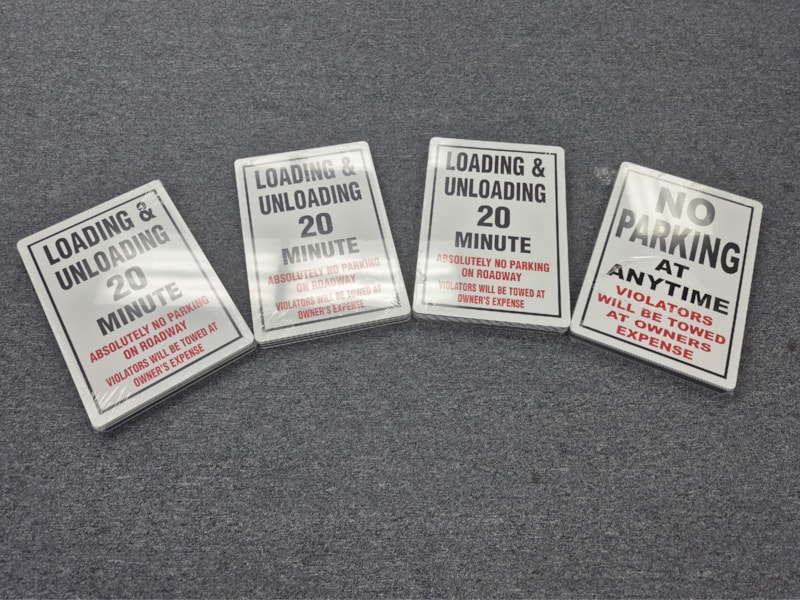 LOADING &
UNLOADING
20
MINUTE
ABSOLUTELY NO PARKING
ON ROADWAY
VIOLATORS WILL BE TOWED AT
OWNER'S EXPENSE
LOADING &
UNLOADING
20
MINUTE
ABSOLUTELY NO PARKING
ON ROADWAY
VIOLATORS WILL BE TOWED AT
OWNER'S EXPENSE
LOADING &
UNLOADING
20
MINUTE
ABSOLUTELY NO PARKING
ON ROADWAY
VIOLATORS WILL BE TOWED AT
OWNER'S EXPENSE
NO
PARKING
AT
ANYTIME
VIOLATORS
WILL BE TOWED
AT OWNERS
EXPENSE